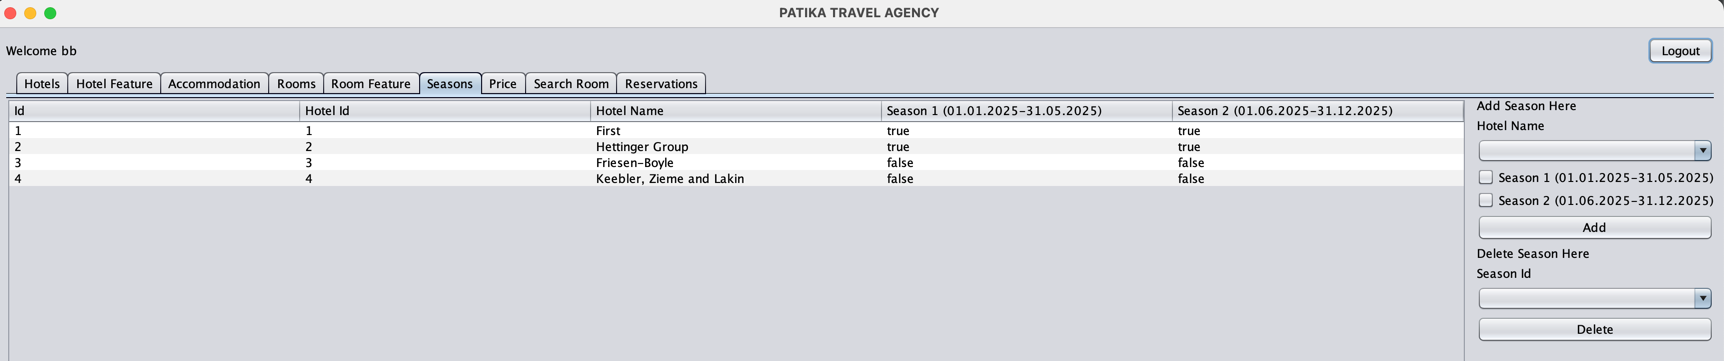 PATIKA TRAVEL AGENCY
Welcome bb
Logout
Hotels Hotel Feature Accommodation Rooms Room Feature Seasons Price Search Room Reservations
Id Hotel Id Hotel Name Season 1 (01.01.2025-31.05.2025) Season 2 (01.06.2025-31.12.2025)
1 1 First true true
2 2 Hettinger Group true true
3 3 Friesen-Boyle false false
4 4 Keebler, Zieme and Lakin false false
Add Season Here
Hotel Name
Season 1 (01.01.2025-31.05.2025)
Season 2 (01.06.2025-31.12.2025)
Add
Delete Season Here
Season Id
Delete